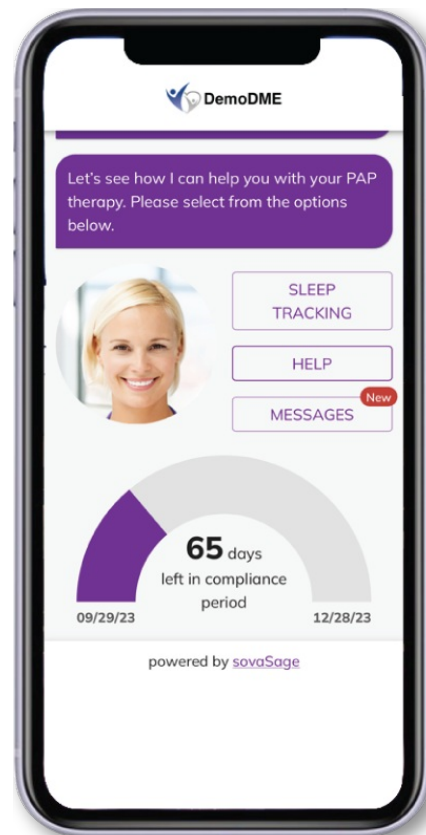 DemoDME
Let's see how I can help you with your PAP
therapy. Please select from the options
below.
SLEEP
TRACKING
HELP
New
MESSAGES
65 days
left in compliance
period
09/29/23
12/28/23
powered by sovaSage